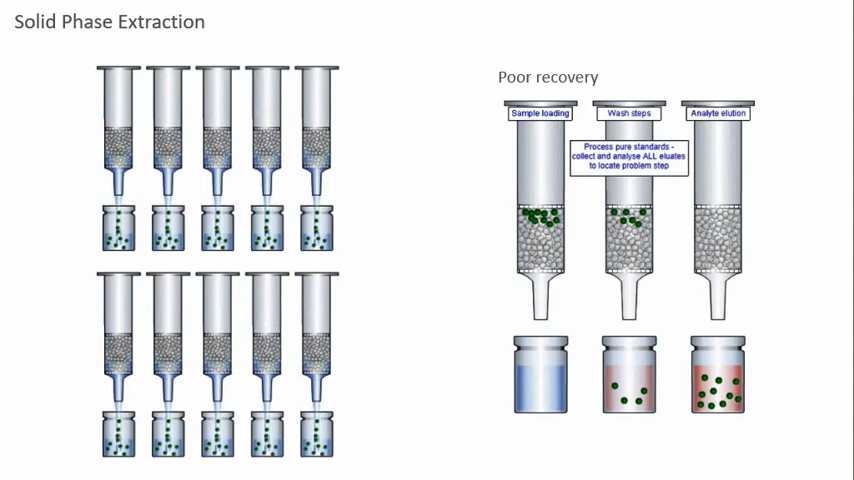 Solid Phase Extraction
Poor recovery
Sample loading
Wash steps
Analyte elution
Process pure standards -
collect and analyse ALL eluates
to locate problem step